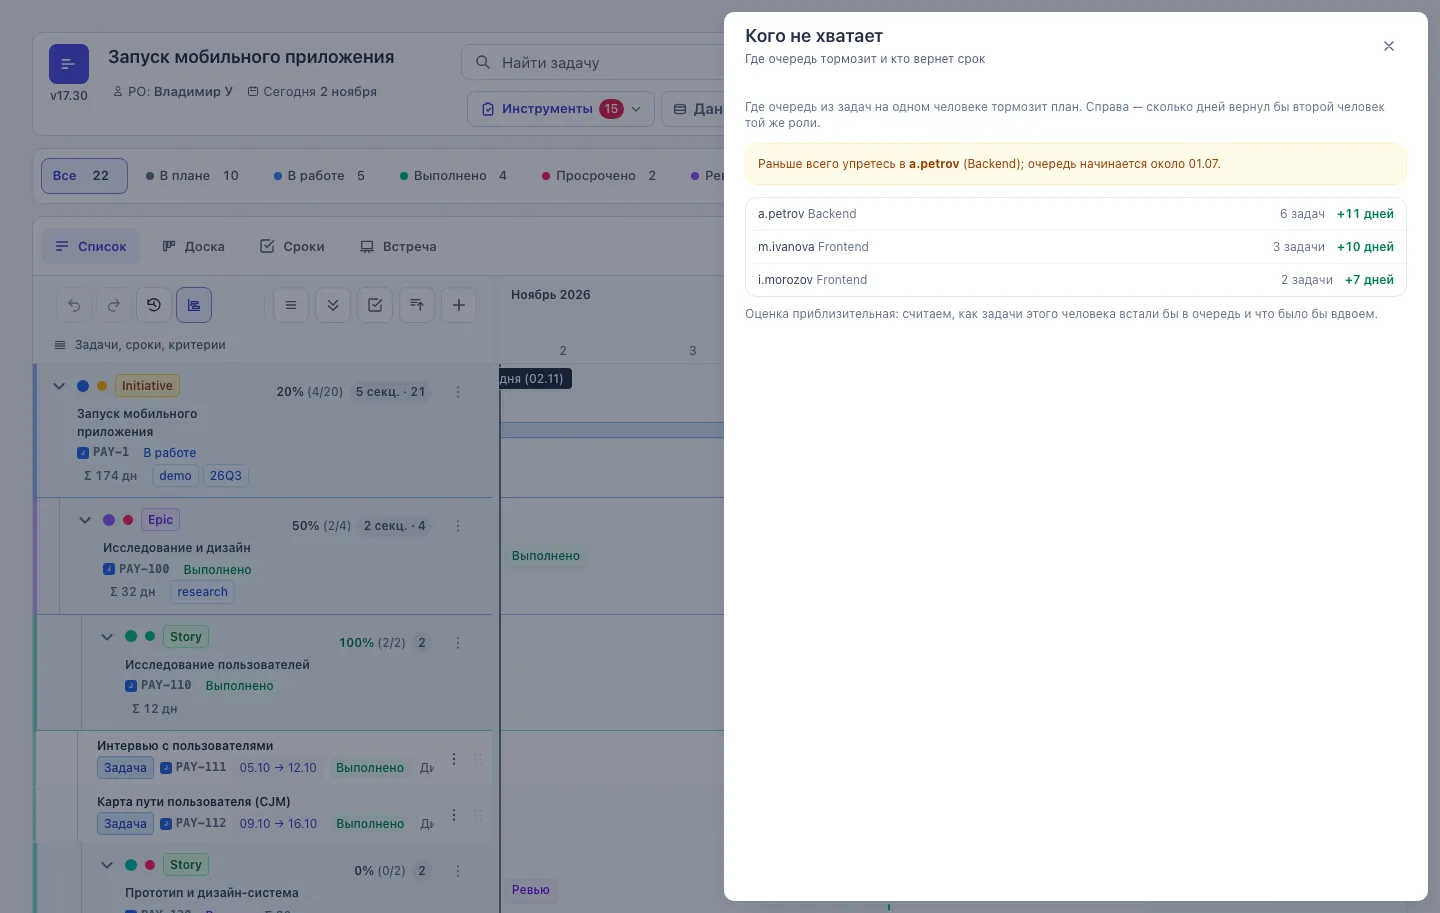 Запуск мобильного приложения
v17.30
PO: Владимир У
Сегодня 2 ноября
Найти задачу
Инструменты 15
Дан
Все 22
В плане 10
В работе 5
Выполнено 4
Просрочено 2
Рев
Список
Доска
Сроки
Встреча
Ноябрь 2026
Задачи, сроки, критерии
2
3
дня (02.11)
Initiative
20% (4/20)
5 секц. · 21
Запуск мобильного
приложения
PAY-1 В работе
Σ 174 дн demo 26Q3
Epic
50% (2/4)
2 секц. · 4
Исследование и дизайн
PAY-100 Выполнено
Σ 32 дн research
Выполнено
Story
100% (2/2) 2
Исследование пользователей
PAY-110 Выполнено
Σ 12 дн
Интервью с пользователями
Задача PAY-111 05.10 → 12.10 Выполнено
Карта пути пользователя (CJM)
Задача PAY-112 09.10 → 16.10 Выполнено
Story
0% (0/2) 2
Прототип и дизайн-система
Ревью
Кого не хватает
Где очередь тормозит и кто вернет срок
Где очередь из задач на одном человеке тормозит план. Справа — сколько дней вернул бы второй человек
той же роли.
Раньше всего упретесь в a.petrov (Backend); очередь начинается около 01.07.
a.petrov Backend 6 задач +11 дней
m.ivanova Frontend 3 задачи +10 дней
i.morozov Frontend 2 задачи +7 дней
Оценка приблизительная: считаем, как задачи этого человека встали бы в очередь и что было бы вдвоем.